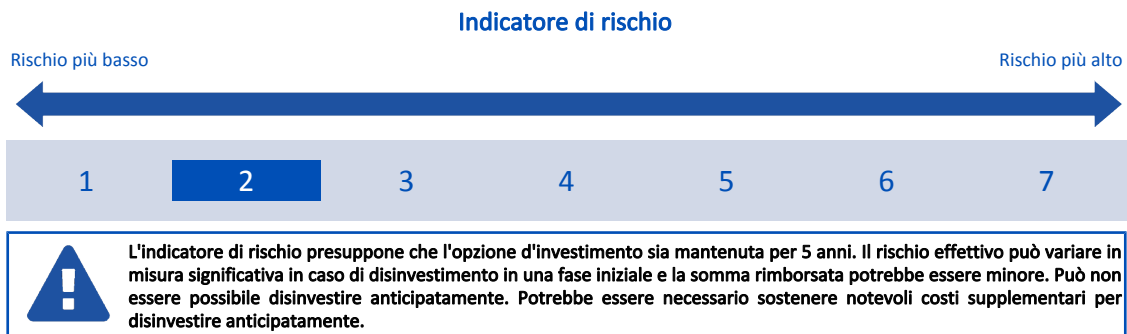 Indicatore di rischio
Rischio più basso
Rischio più alto
1 2 3 4 5 6 7
L'indicatore di rischio presuppone che l'opzione d'investimento sia mantenuta per 5 anni. Il rischio effettivo può variare in
misura significativa in caso di disinvestimento in una fase iniziale e la somma rimborsata potrebbe essere minore. Può non
essere possibile disinvestire anticipatamente. Potrebbe essere necessario sostenere notevoli costi supplementari per
disinvestire anticipatamente.